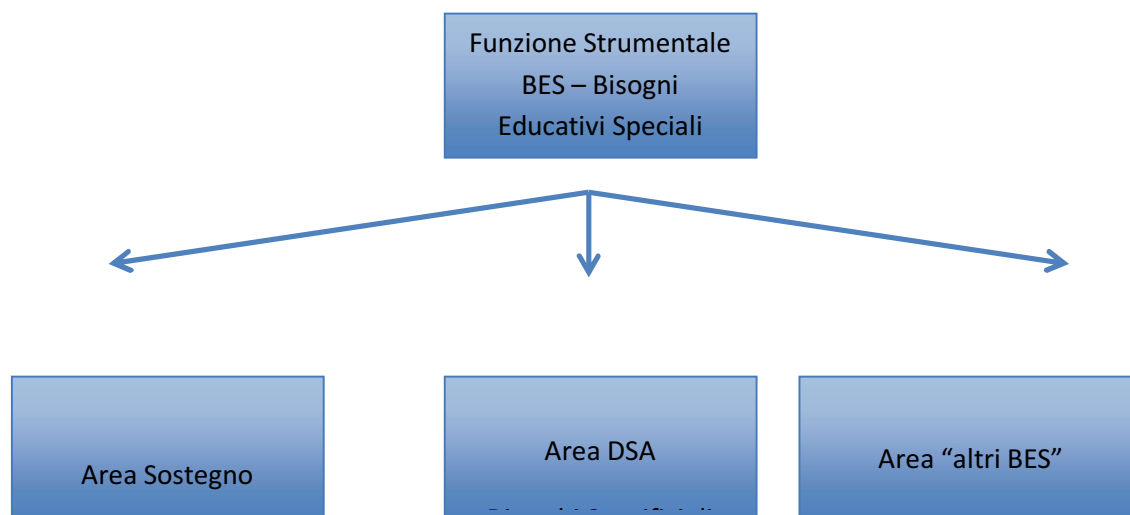 Funzione Strumentale
BES – Bisogni
Educativi Speciali
Area Sostegno
Area DSA
Area “altri BES”